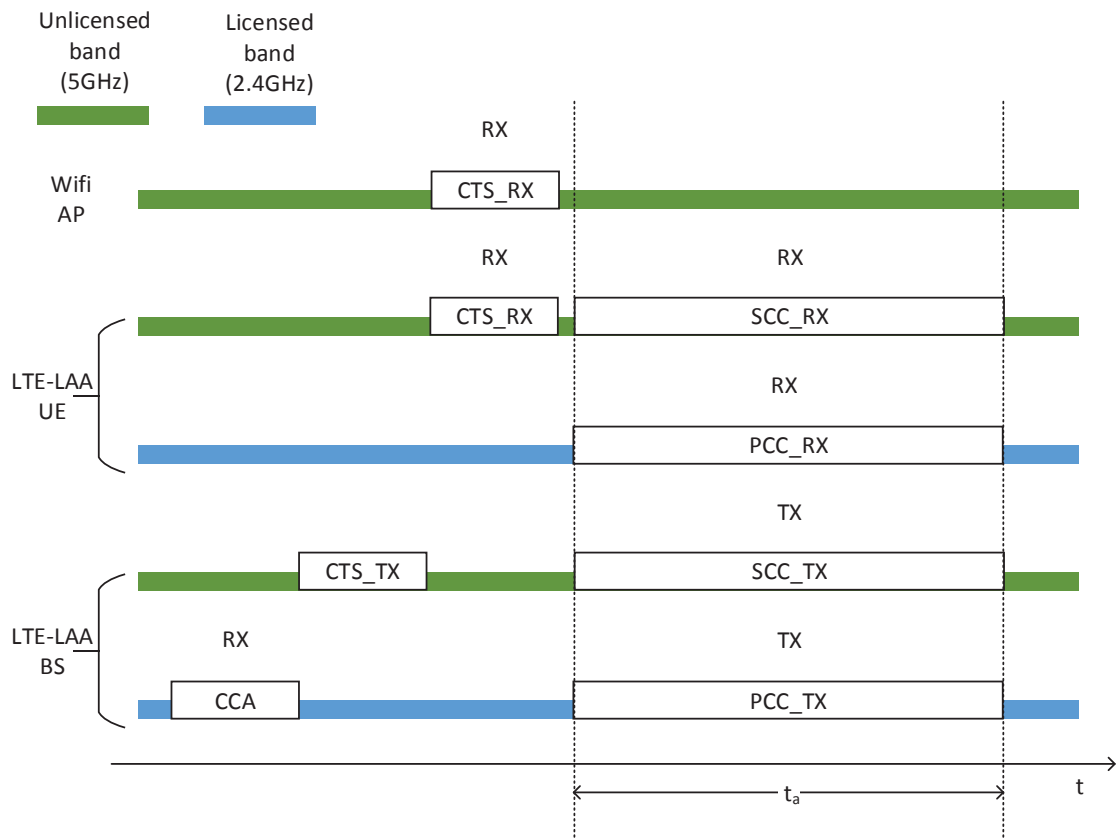 Unlicensed
band
(5GHz)
Licensed
band
(2.4GHz)
RX
Wifi
AP
CTS_RX
RX
RX
CTS_RX
SCC_RX
LTE-LAA
UE
RX
PCC_RX
TX
CTS_TX
SCC_TX
LTE-LAA
BS
RX
TX
CCA
PCC_TX
t
ta